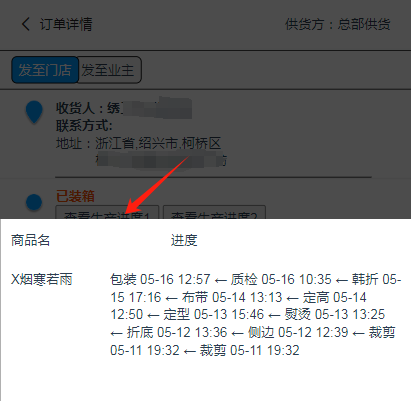 订单详情 供货方：总部供货
发至门店 发至业主
收货人：绣
联系方式:
地址： 浙江省,绍兴市,柯桥区
已装箱
查看生产进度1 查看生产进度2
商品名 进度
X烟寒若雨 包装 05-16 12:57 ← 质检 05-16 10:35 ← 韩折 05-
15 17:16 ← 布带 05-14 13:13 ← 定高 05-14
12:50 ← 定型 05-13 15:46 ← 熨烫 05-13 13:25
← 折底 05-12 13:36 ← 侧边 05-12 12:39 ← 裁剪
05-11 19:32 ← 裁剪 05-11 19:32